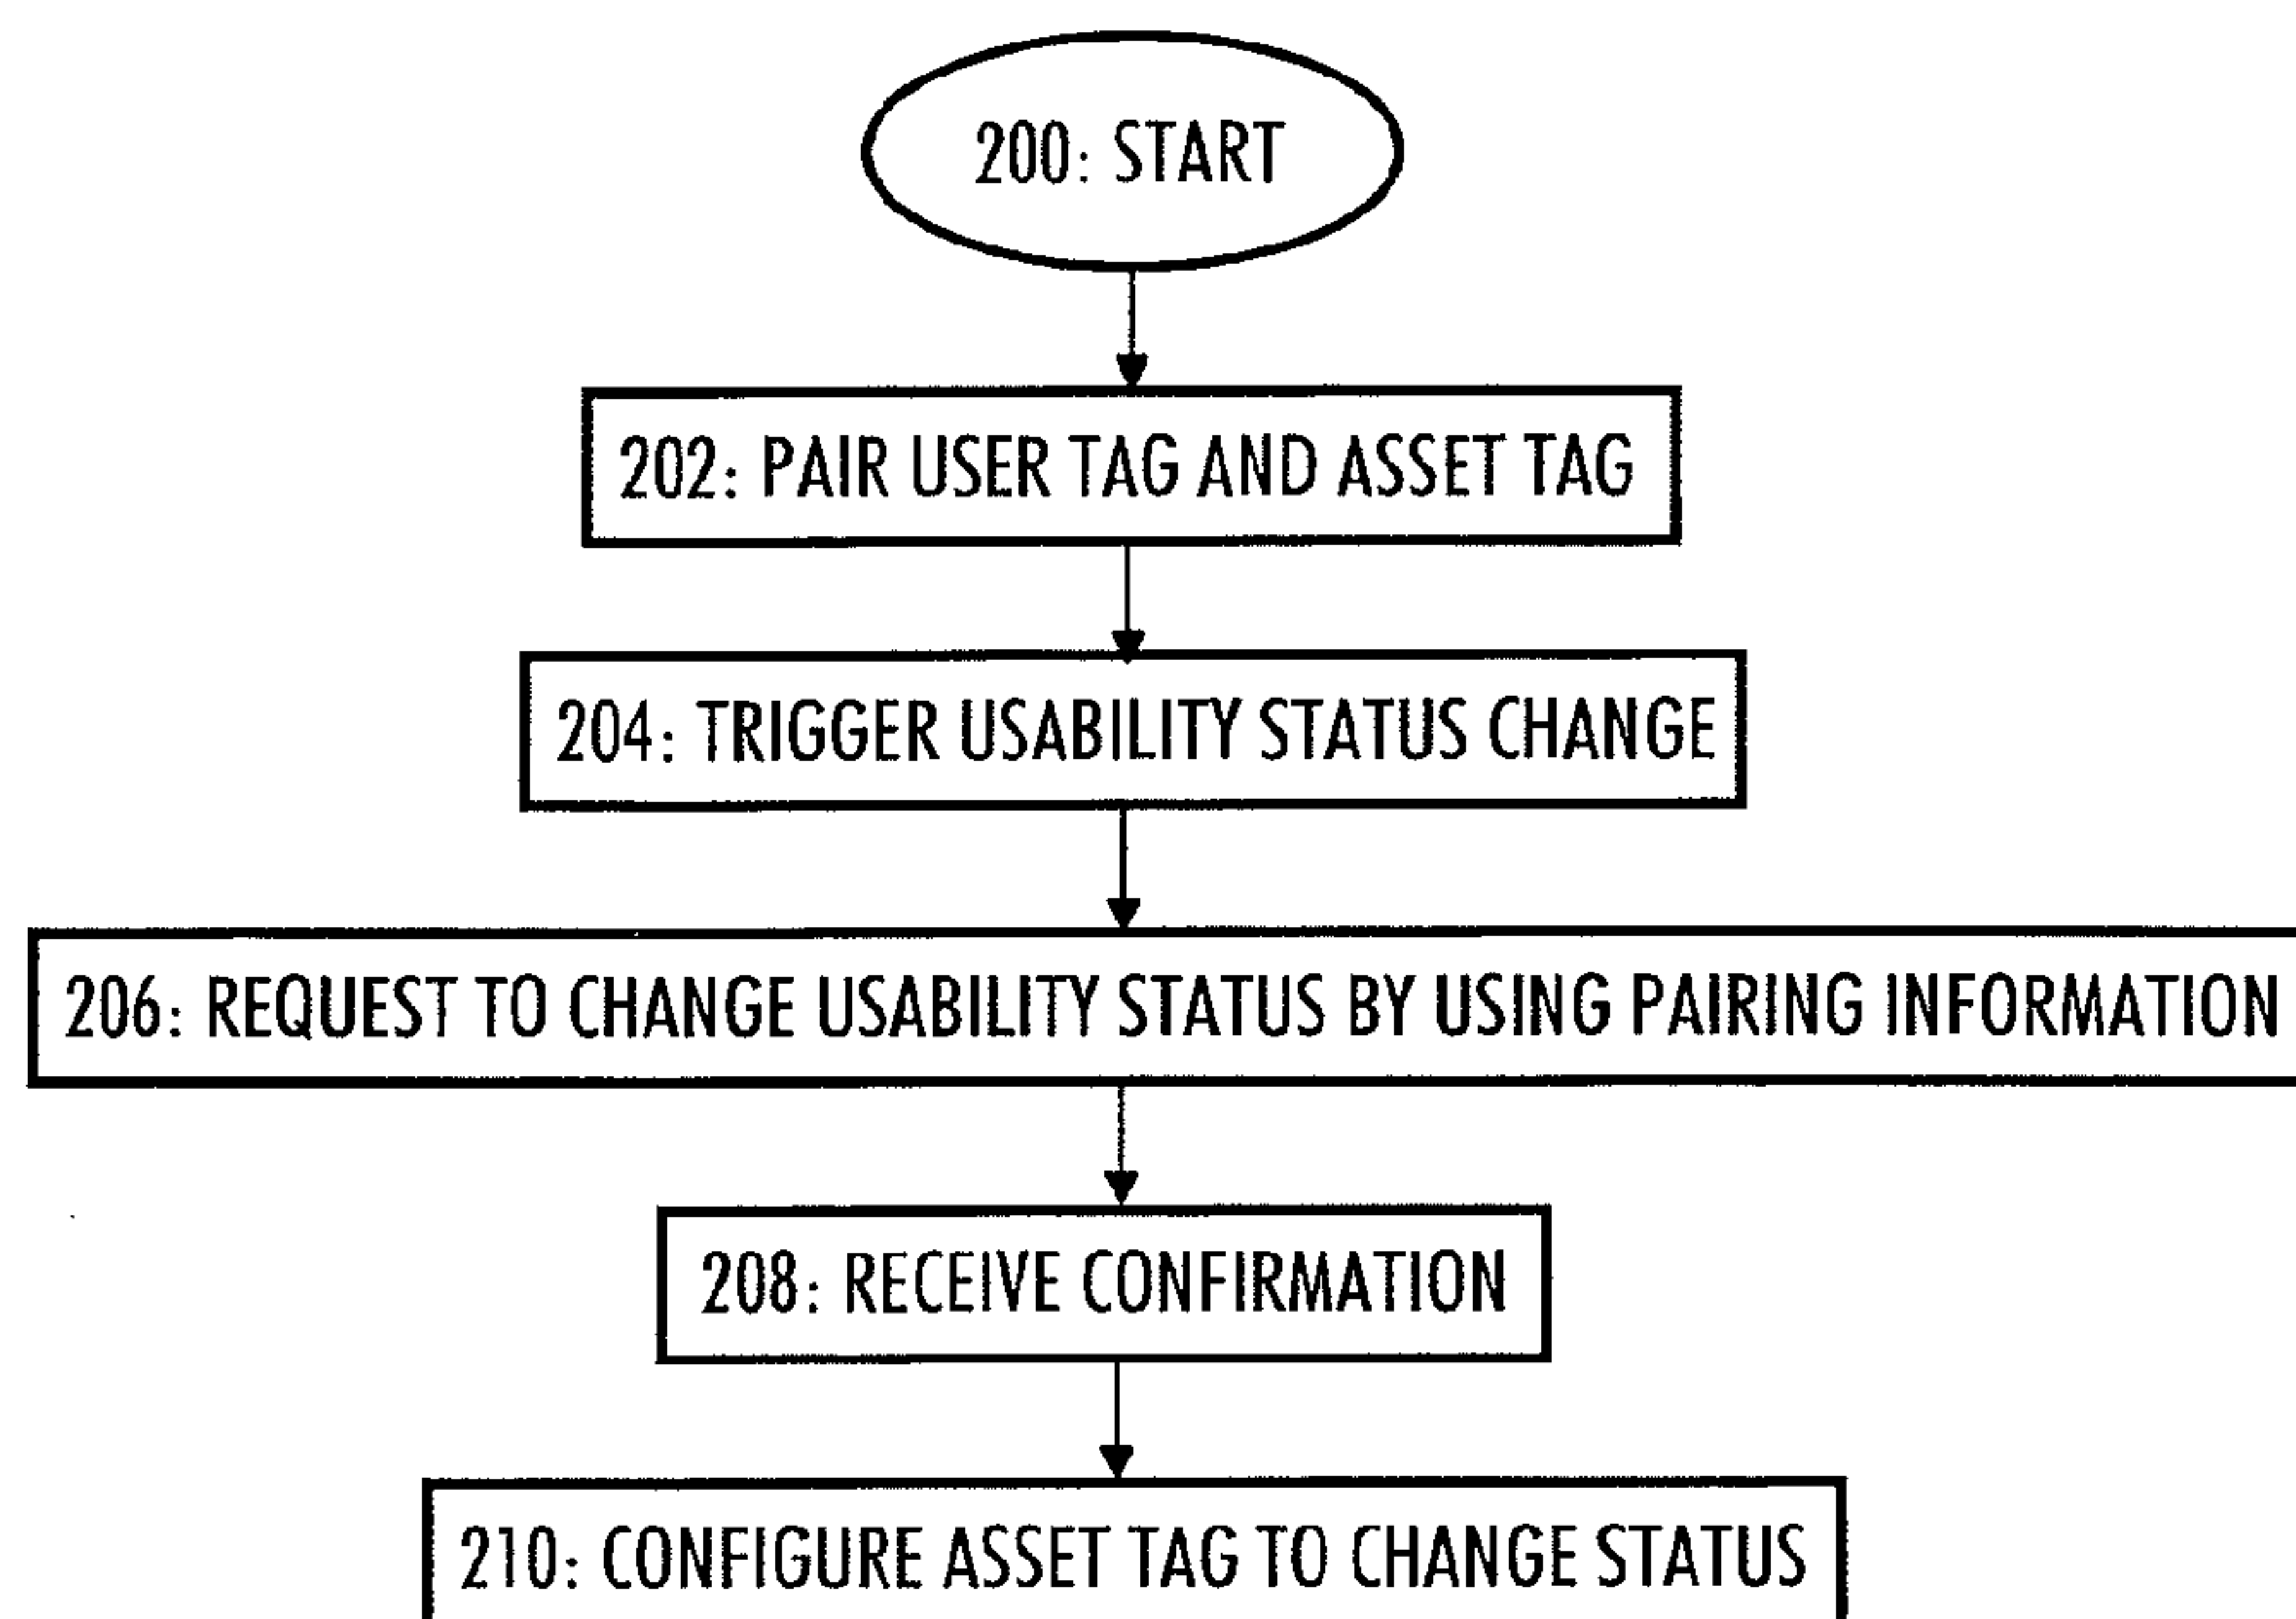 200: START
202: PAIR USER TAG AND ASSET TAG
204: TRIGGER USABILITY STATUS CHANGE
206: REQUEST TO CHANGE USABILITY STATUS BY USING PAIRING INFORMATION
208: RECEIVE CONFIRMATION
210: CONFIGURE ASSET TAG TO CHANGE STATUS